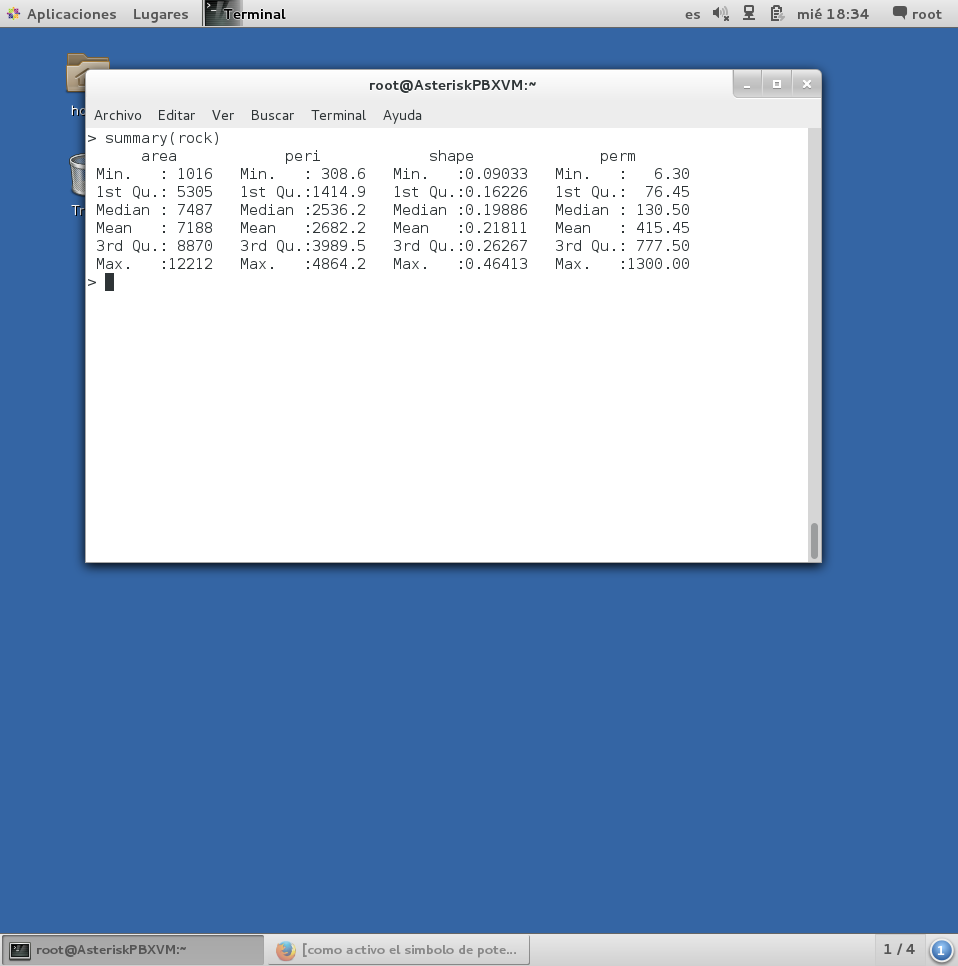 Aplicaciones Lugares Terminal es mié 18:34 root
root@AsteriskPBXVM:~
Archivo Editar Ver Buscar Terminal Ayuda
> summary(rock)
area peri shape perm
Min. : 1016 Min. : 308.6 Min. :0.09033 Min. : 6.30
1st Qu.: 5305 1st Qu.:1414.9 1st Qu.:0.16226 1st Qu.: 76.45
Median : 7487 Median :2536.2 Median :0.19886 Median : 130.50
Mean : 7188 Mean :2682.2 Mean :0.21811 Mean : 415.45
3rd Qu.: 8870 3rd Qu.:3989.5 3rd Qu.:0.26267 3rd Qu.: 777.50
Max. :12212 Max. :4864.2 Max. :0.46413 Max. :1300.00
>
root@AsteriskPBXVM:~ [como activo el simbolo de pote... 1 / 4 1